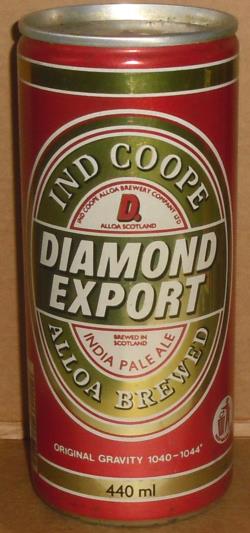 IND COOPE
IND COOPE ALLOA BREWERY COMPANY LTD
D.
ALLOA SCOTLAND
DIAMOND
EXPORT
BREWED IN
SCOTLAND
INDIA PALE ALE
ALLOA BREWED
ORIGINAL GRAVITY 1040-1044°
440 ml